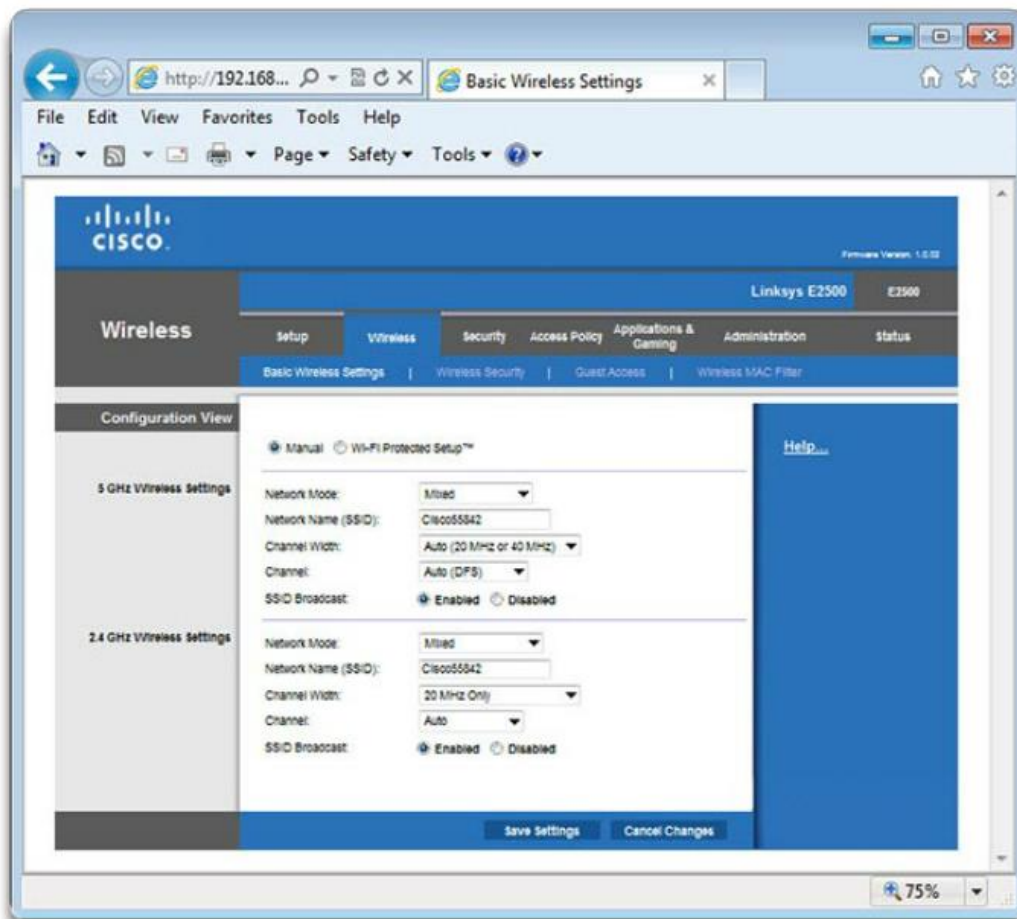 http://192.168... Basic Wireless Settings
File Edit View Favorites Tools Help
Page Safety Tools
CISCO.
Firmware Version: 1.0.02
Linksys E2500 E2500
Wireless Setup Wireless Security Access Policy Applications & Gaming Administration Status
Basic Wireless Settings | Wireless Security | Guest Access | Wireless MAC Filter
Configuration View
Manual Wi-Fi Protected Setup™
Help...
5 GHz Wireless Settings Network Mode: Mixed
Network Name (SSID): Cisco55842
Channel Width: Auto (20 MHz or 40 MHz)
Channel: Auto (DFS)
SSID Broadcast: Enabled Disabled
2.4 GHz Wireless Settings Network Mode: Mixed
Network Name (SSID): Cisco55842
Channel Width: 20 MHz Only
Channel: Auto
SSID Broadcast: Enabled Disabled
Save Settings Cancel Changes
75%